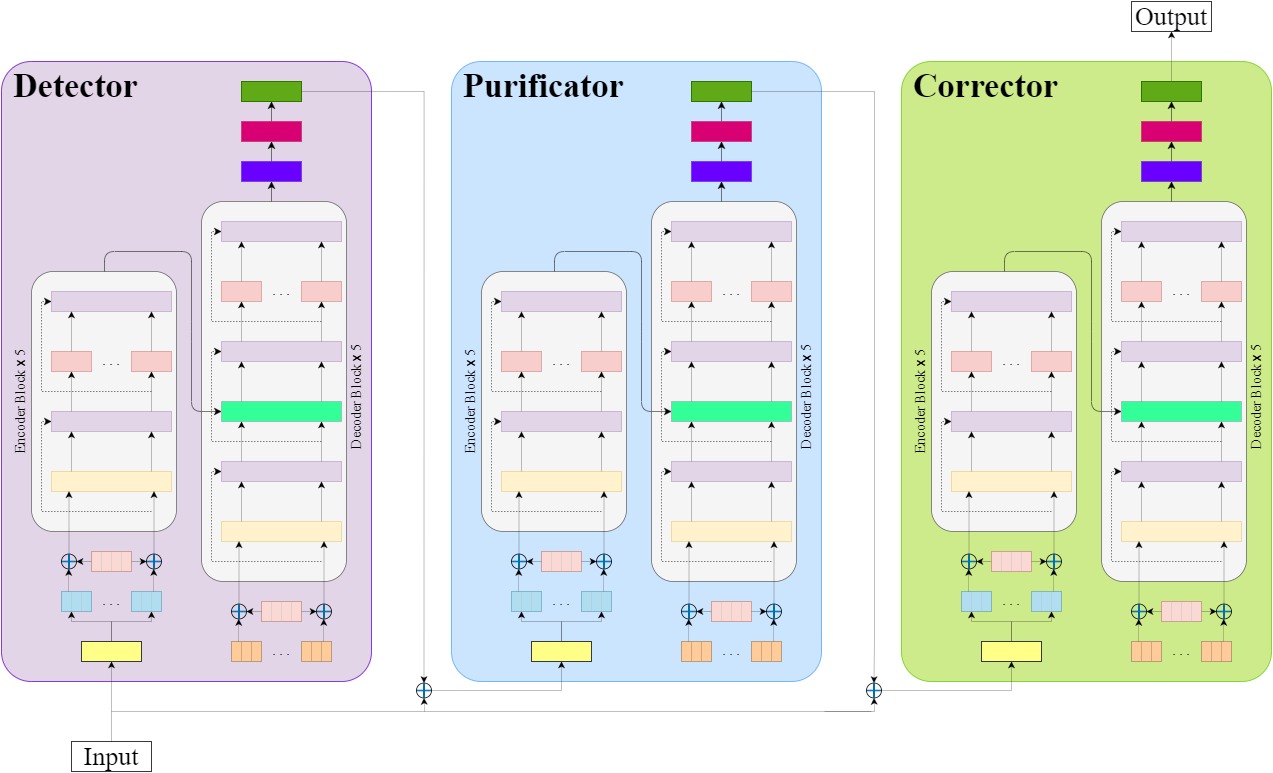 Output
Detector
Purificator
Corrector
Encoder Block x 5
Decoder Block x 5
Encoder Block x 5
Decoder Block x 5
Encoder Block x 5
Decoder Block x 5
. . .
. . .
. . .
. . .
. . .
. . .
. . .
. . .
. . .
. . .
. . .
. . .
Input